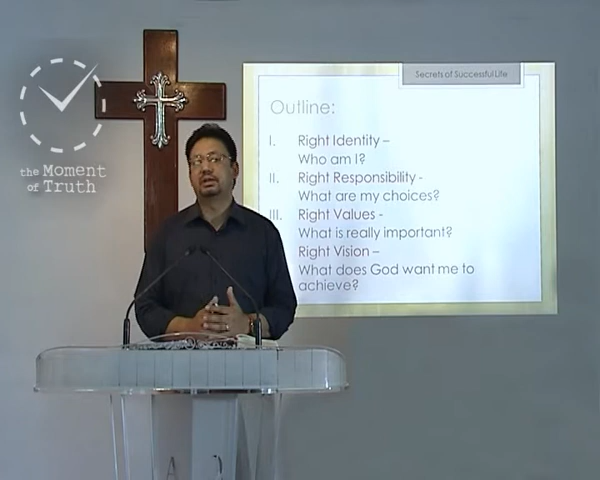 the Moment
of Truth
Secrets of Successful Life
Outline:
I. Right Identity –
Who am I?
II. Right Responsibility -
What are my choices?
III. Right Values -
What is really important?
Right Vision –
What does God want me to
achieve?